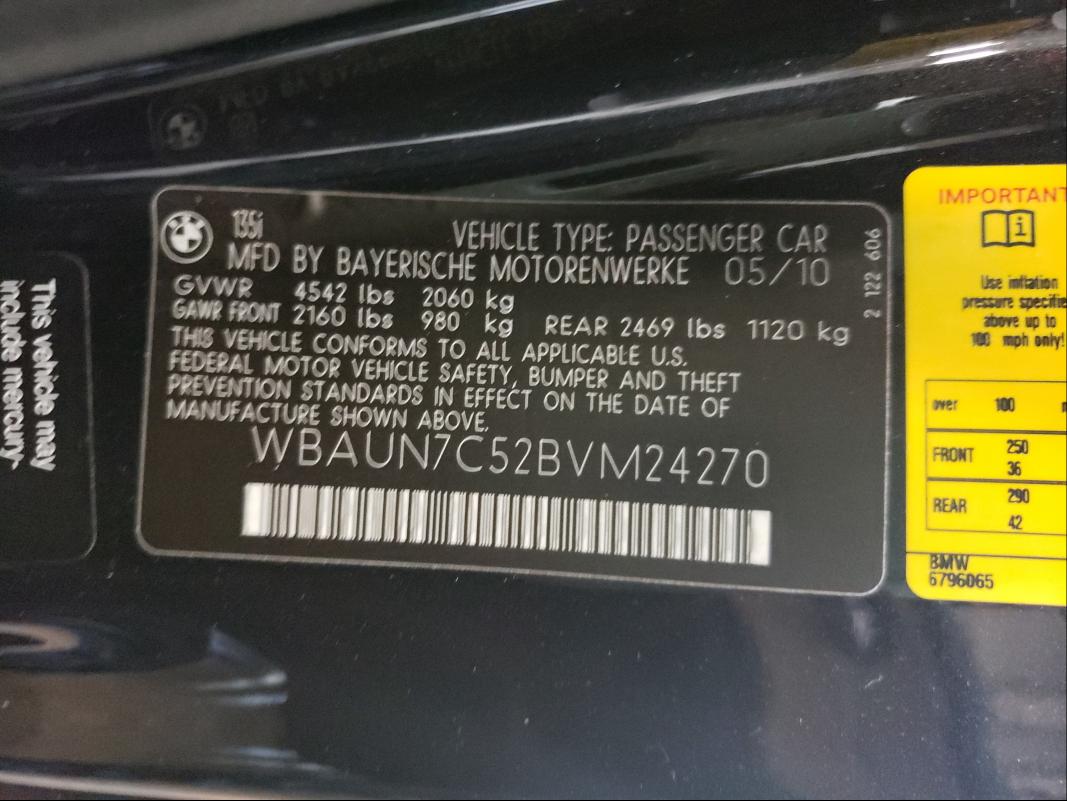 135i
VEHICLE TYPE: PASSENGER CAR
MFD BY BAYERISCHE MOTORENWERKE 05/10
GVWR 4542 lbs 2060 kg
GAWR FRONT 2160 lbs 980 kg REAR 2469 lbs 1120 kg
THIS VEHICLE CONFORMS TO ALL APPLICABLE U.S.
FEDERAL MOTOR VEHICLE SAFETY, BUMPER AND THEFT
PREVENTION STANDARDS IN EFFECT ON THE DATE OF
MANUFACTURE SHOWN ABOVE.
WBAUN7C52BVM24270
2 122 606
This vehicle may
include mercury-
IMPORTANT
Use inflation
pressure specifie
above up to
100 mph only!
over 100
FRONT 250
36
REAR 290
42
BMW
6796065